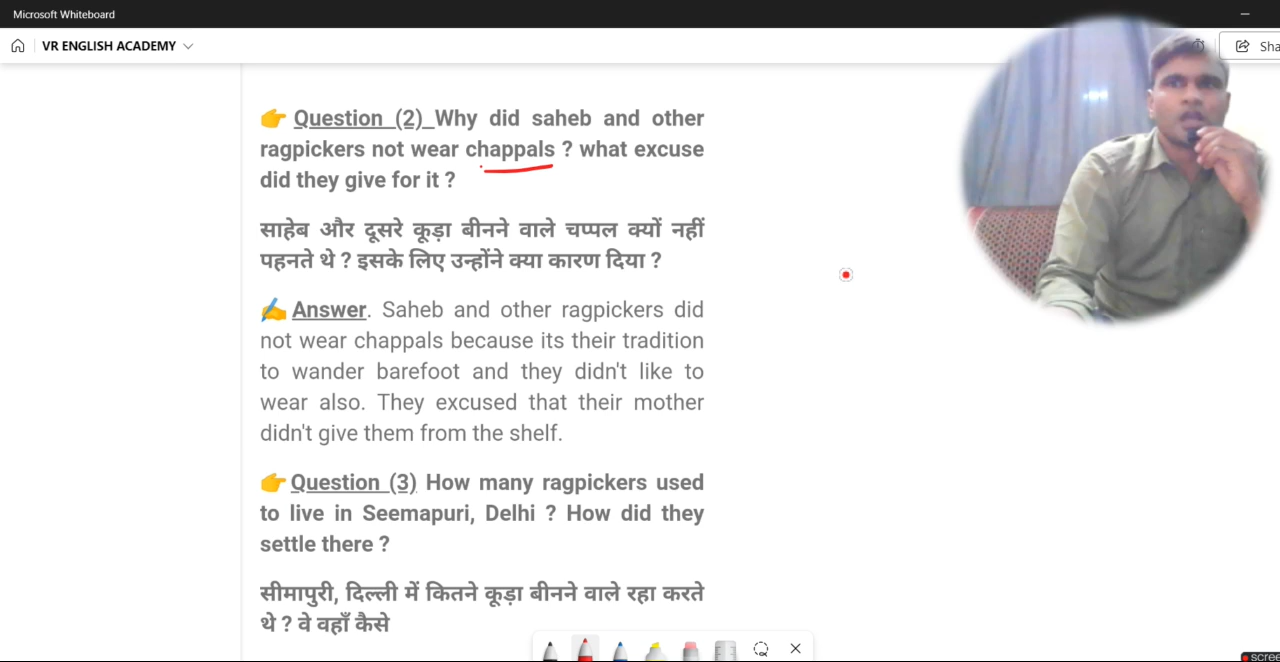 Microsoft Whiteboard
VR ENGLISH ACADEMY
Sha
👉 Question (2) Why did saheb and other
ragpickers not wear chappals ? what excuse
did they give for it ?
साहेब और दूसरे कूड़ा बीनने वाले चप्पल क्यों नहीं
पहनते थे ? इसके लिए उन्होंने क्या कारण दिया ?
✍️ Answer. Saheb and other ragpickers did
not wear chappals because its their tradition
to wander barefoot and they didn't like to
wear also. They excused that their mother
didn't give them from the shelf.
👉 Question (3) How many ragpickers used
to live in Seemapuri, Delhi ? How did they
settle there ?
सीमापुरी, दिल्ली में कितने कूड़ा बीनने वाले रहा करते
थे ? वे वहाँ कैसे
scree